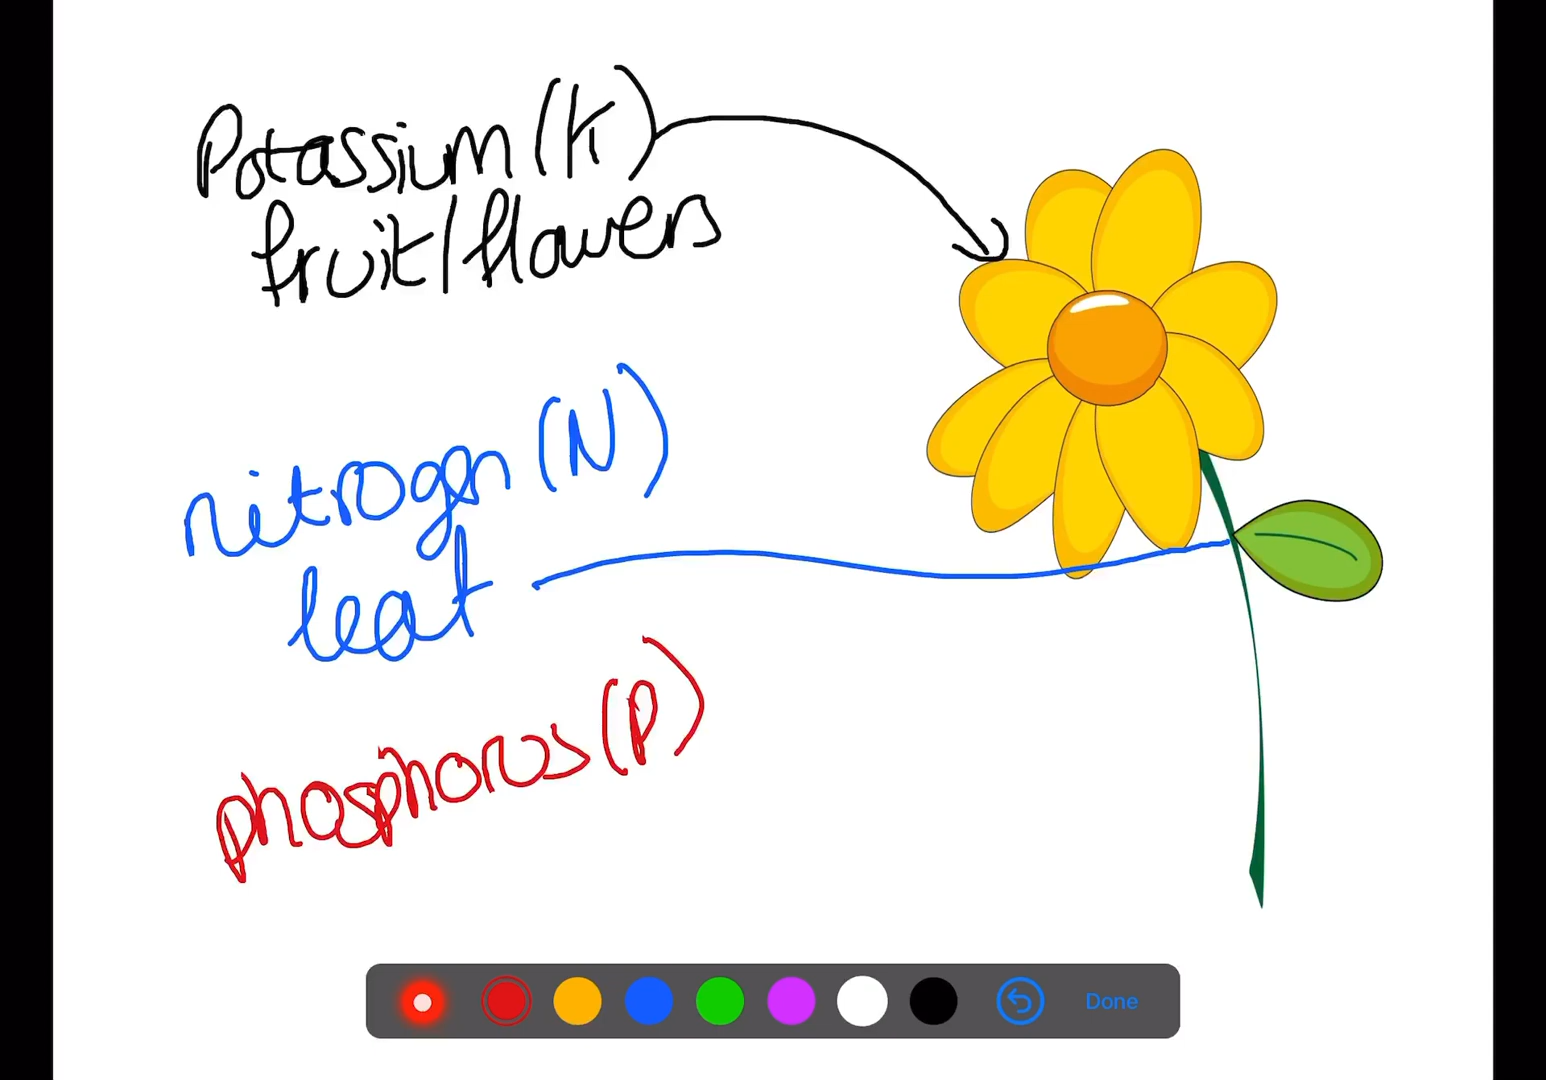 Potassium (K)
fruit/flowers
nitrogen (N)
leaf
phosphorus (P)
Done